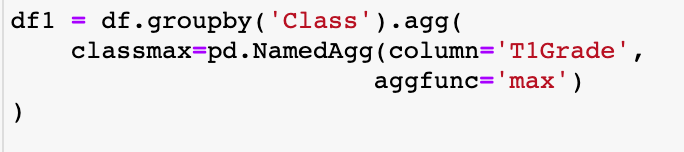 df1 = df.groupby('Class').agg(
    classmax=pd.NamedAgg(column='T1Grade',
                         aggfunc='max')
)